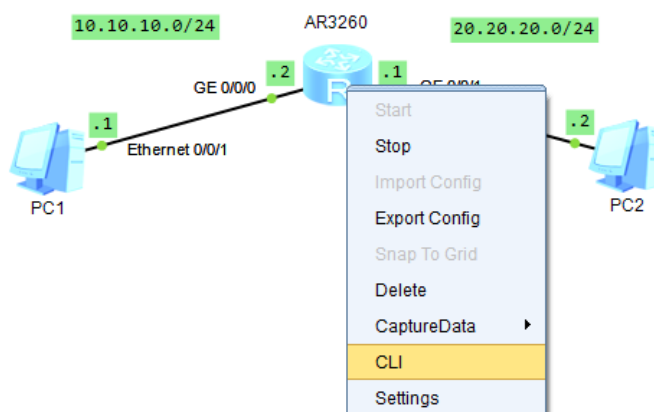 10.10.10.0/24
AR3260
20.20.20.0/24
GE 0/0/0
.2
.1
.1
Ethernet 0/0/1
.2
PC1
PC2
Start
Stop
Import Config
Export Config
Snap To Grid
Delete
CaptureData
CLI
Settings